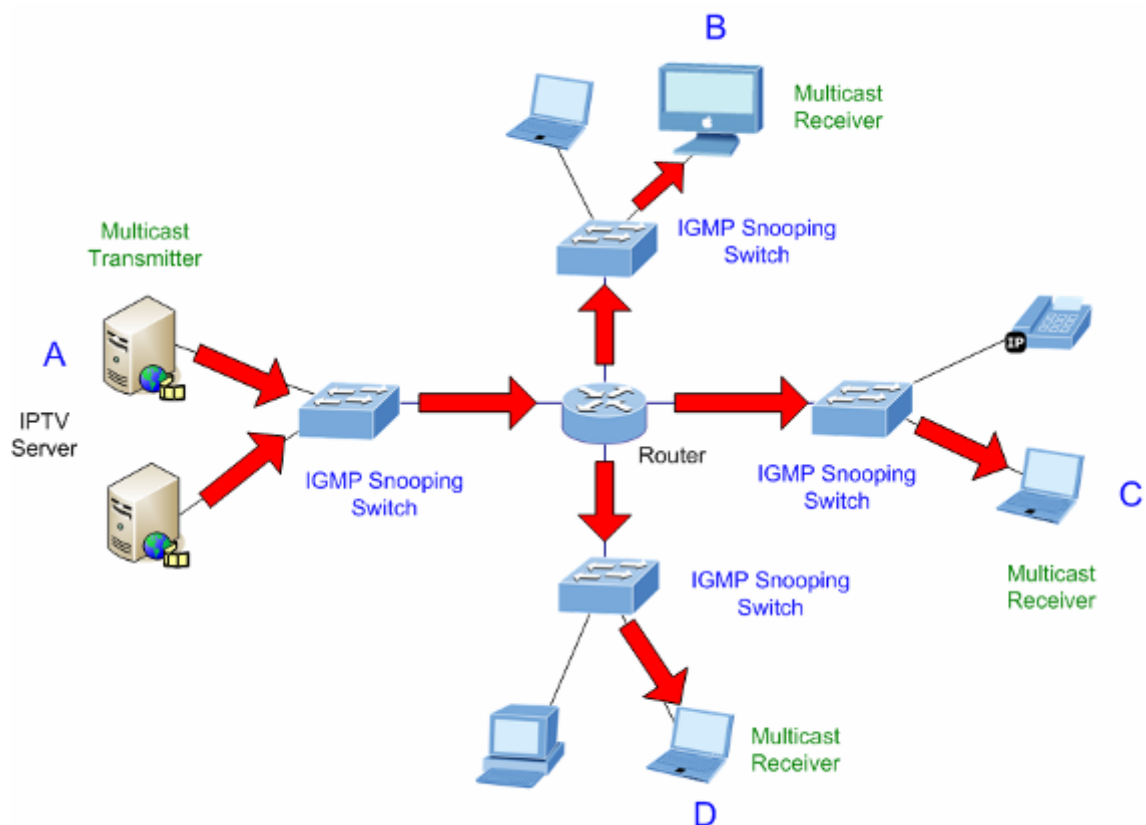 B
Multicast
Receiver
IGMP Snooping
Switch
Multicast
Transmitter
A
IPTV
Server
IGMP Snooping
Switch
Router
IP
IGMP Snooping
Switch
C
Multicast
Receiver
IGMP Snooping
Switch
Multicast
Receiver
D